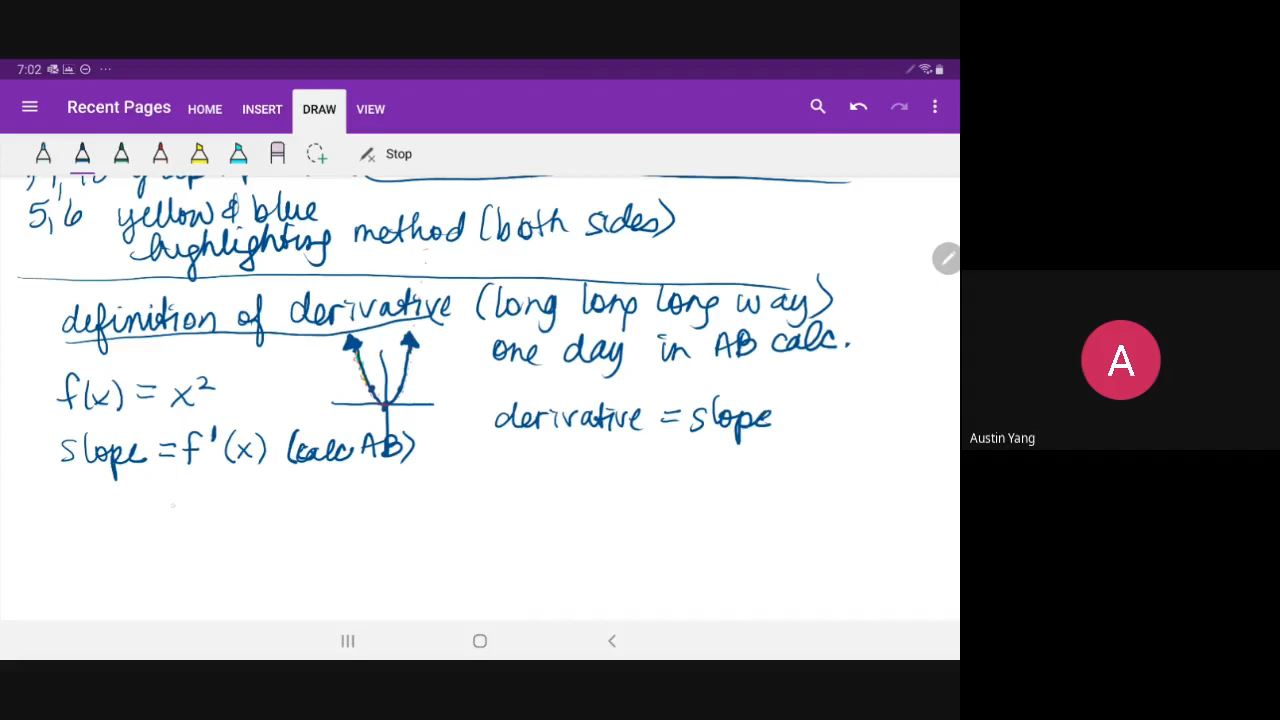 7:02
Recent Pages HOME INSERT DRAW VIEW
Stop
5,6 yellow & blue
highlighting method (both sides)
definition of derivative (long long long way)
one day in AB calc.
f(x) = x²
derivative = slope
slope = f'(x) (calc AB)
A
Austin Yang